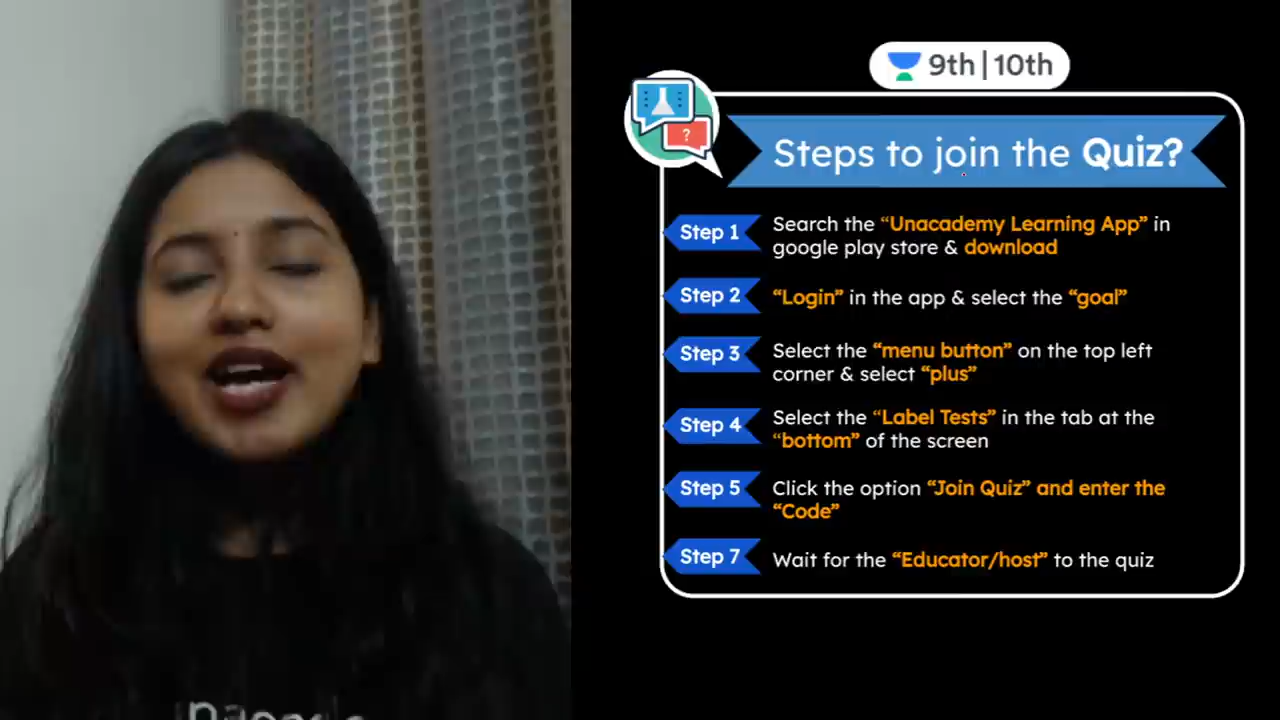 9th | 10th
?
Steps to join the Quiz?
Step 1
Search the “Unacademy Learning App” in
google play store & download
Step 2
“Login” in the app & select the “goal”
Step 3
Select the “menu button” on the top left
corner & select “plus”
Step 4
Select the “Label Tests” in the tab at the
“bottom” of the screen
Step 5
Click the option “Join Quiz” and enter the
“Code”
Step 7
Wait for the “Educator/host” to the quiz